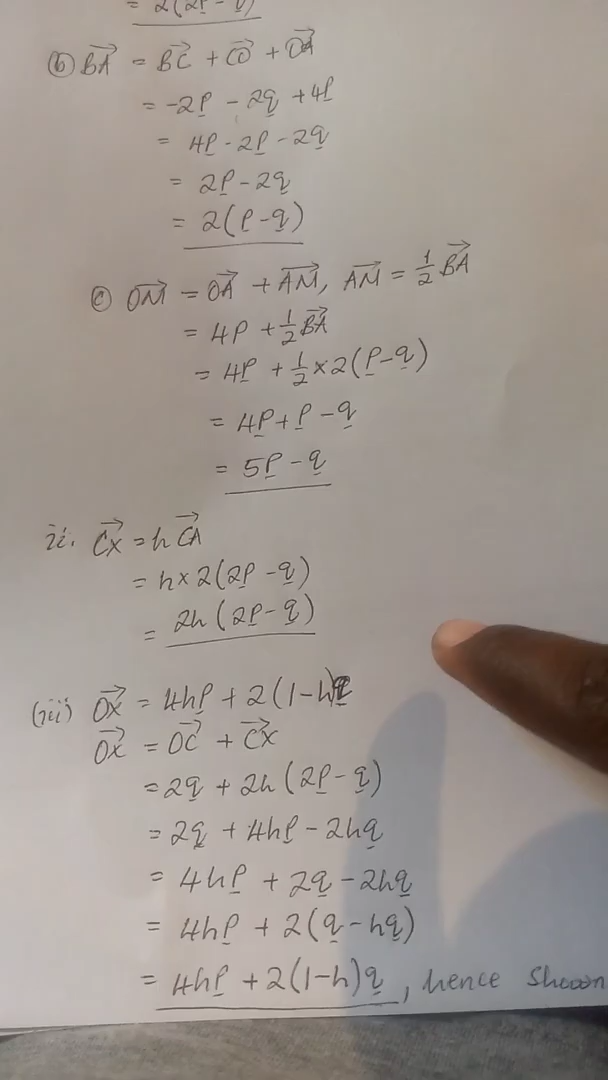 = 2(2p - q)
(b) BA→ = BC→ + CO→ + OA→
= -2p - 2q + 4p
= 4p - 2p - 2q
= 2p - 2q
= 2(p - q)
(c) OM→ = OA→ + AM→, AM→ = 1/2 BA→
= 4p + 1/2 BA→
= 4p + 1/2 × 2(p - q)
= 4p + p - q
= 5p - q
ii. CX→ = h CA→
= h × 2(2p - q)
= 2h(2p - q)
(iii) OX→ = 4hp + 2(1-h)q
OX→ = OC→ + CX→
= 2q + 2h(2p - q)
= 2q + 4hp - 2hq
= 4hp + 2q - 2hq
= 4hp + 2(q - hq)
= 4hp + 2(1-h)q, hence shown